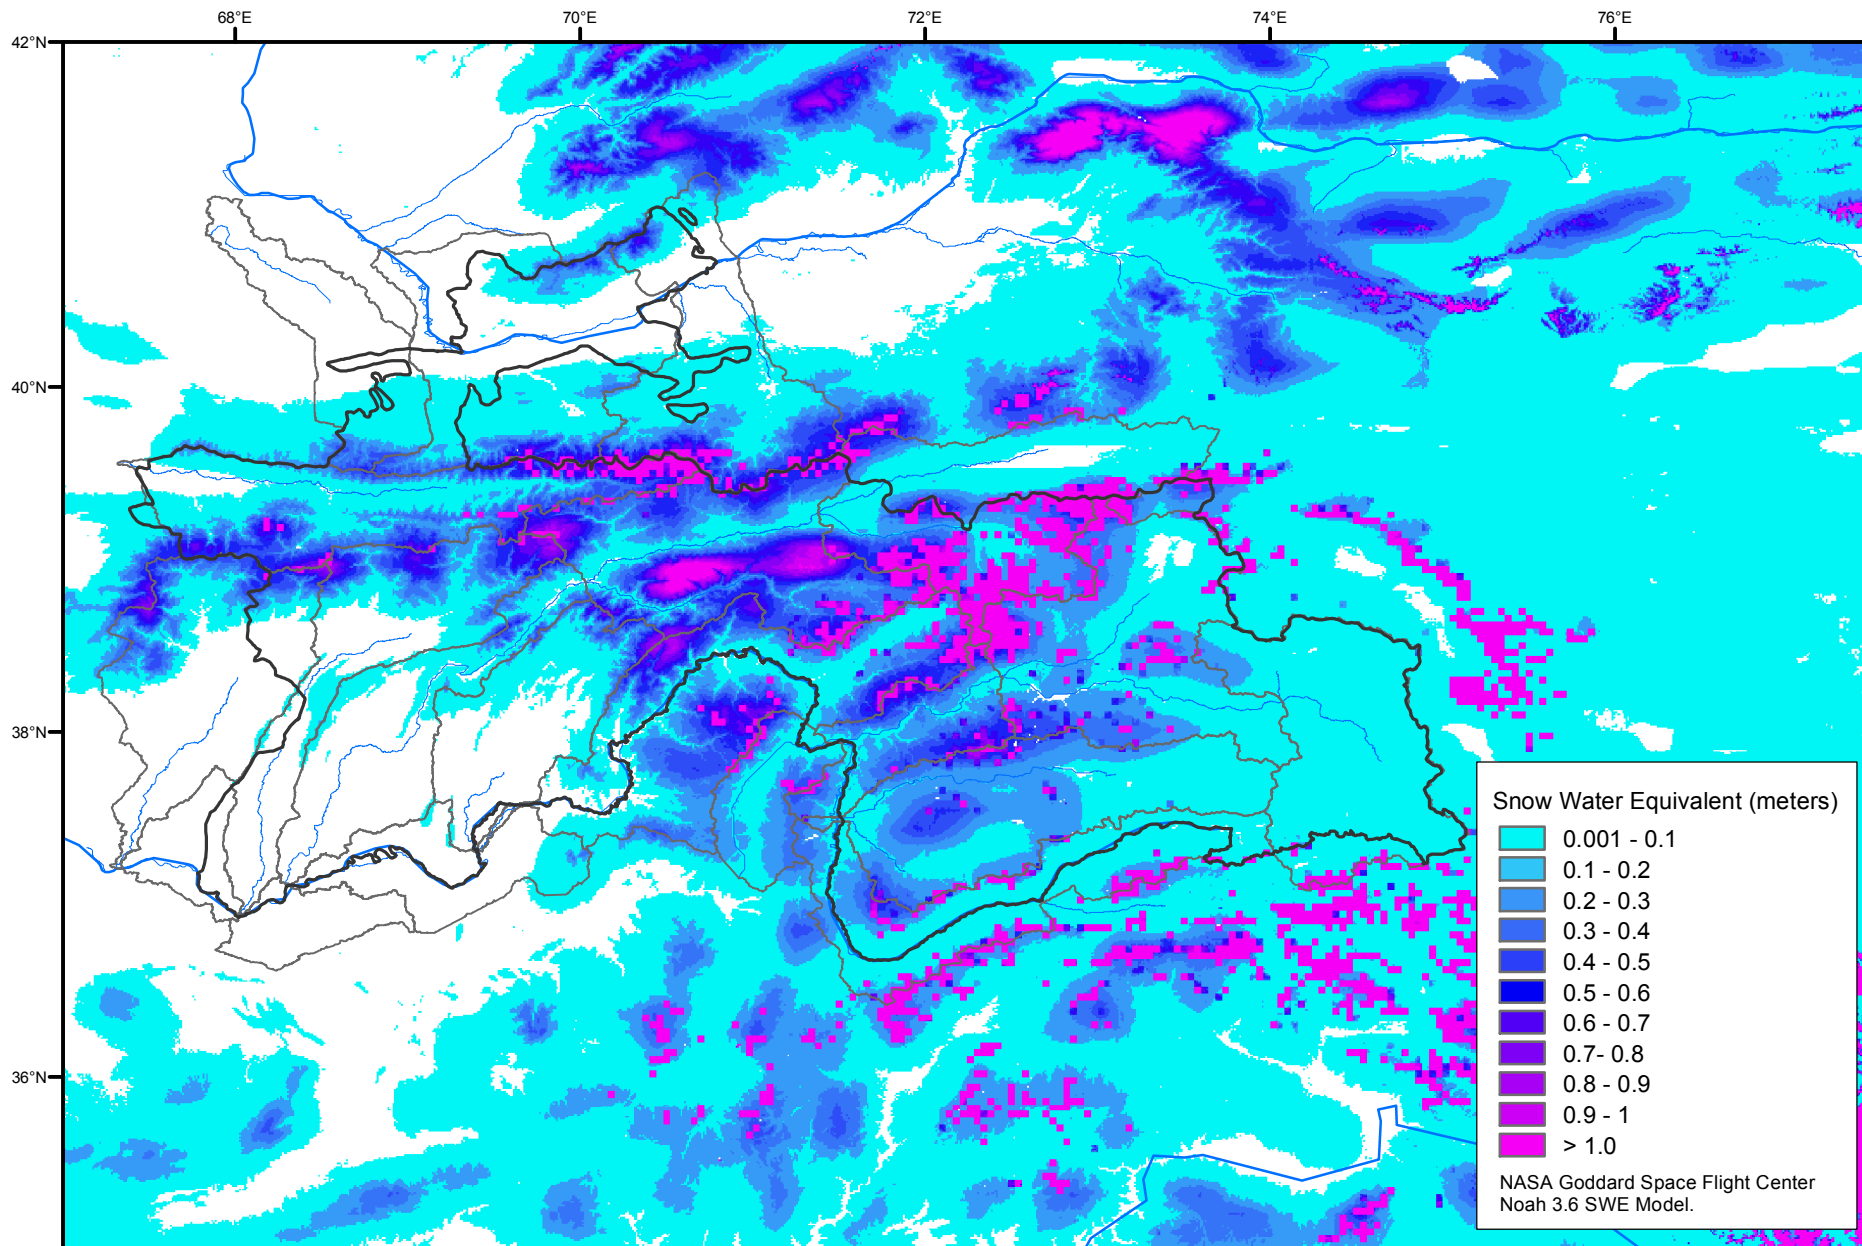 68°E 70°E 72°E 74°E 76°E
42°N
40°N
38°N
36°N
Snow Water Equivalent (meters)
0.001 - 0.1
0.1 - 0.2
0.2 - 0.3
0.3 - 0.4
0.4 - 0.5
0.5 - 0.6
0.6 - 0.7
0.7- 0.8
0.8 - 0.9
0.9 - 1
> 1.0
NASA Goddard Space Flight Center
Noah 3.6 SWE Model.